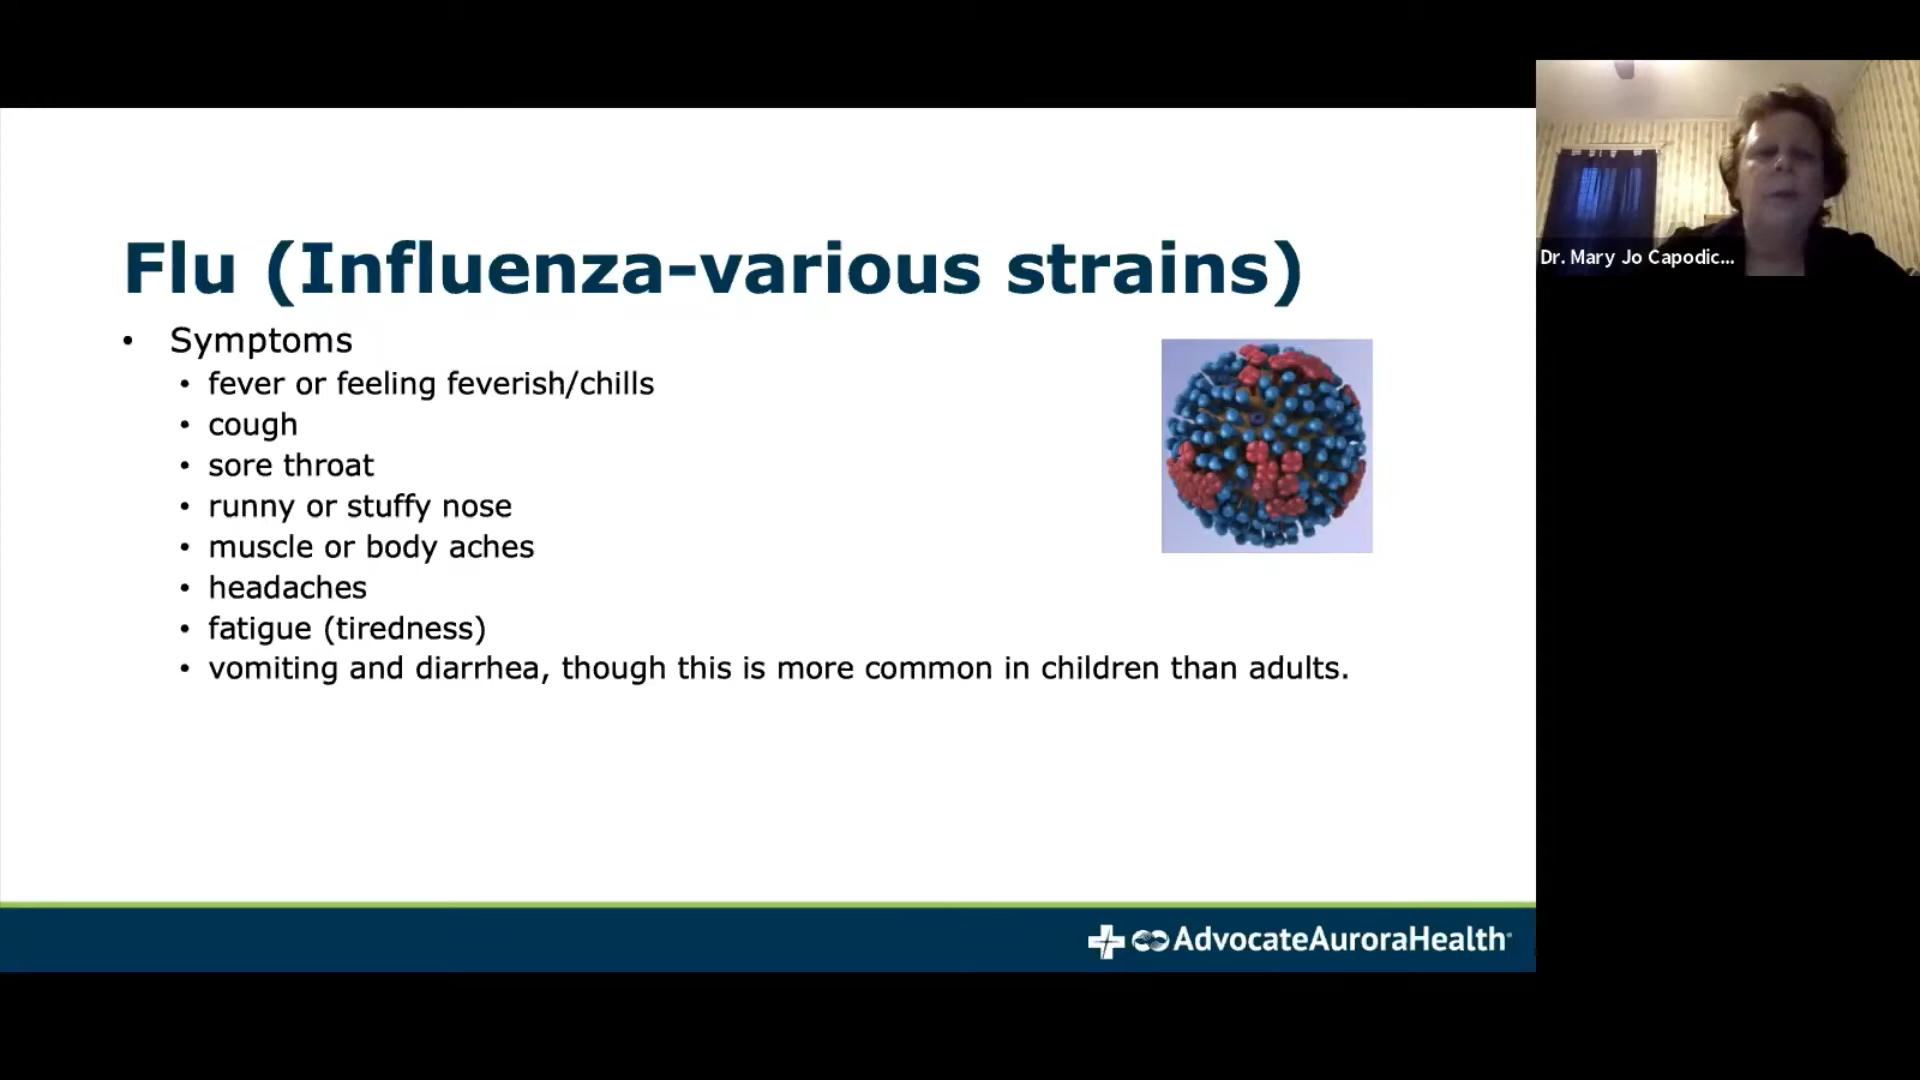 Flu (Influenza-various strains)
• Symptoms
• fever or feeling feverish/chills
• cough
• sore throat
• runny or stuffy nose
• muscle or body aches
• headaches
• fatigue (tiredness)
• vomiting and diarrhea, though this is more common in children than adults.
Dr. Mary Jo Capodic...
AdvocateAuroraHealth